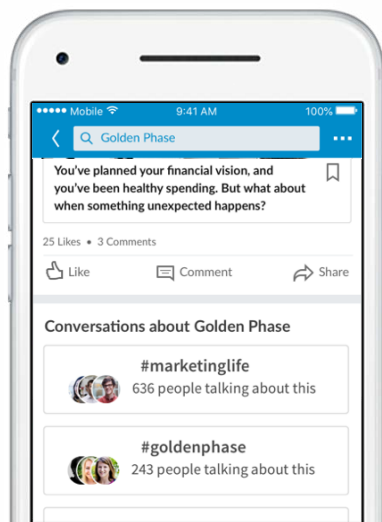 Mobile 9:41 AM 100%
Golden Phase
You've planned your financial vision, and
you've been healthy spending. But what about
when something unexpected happens?
25 Likes • 3 Comments
Like Comment Share
Conversations about Golden Phase
#marketinglife
636 people talking about this
#goldenphase
243 people talking about this